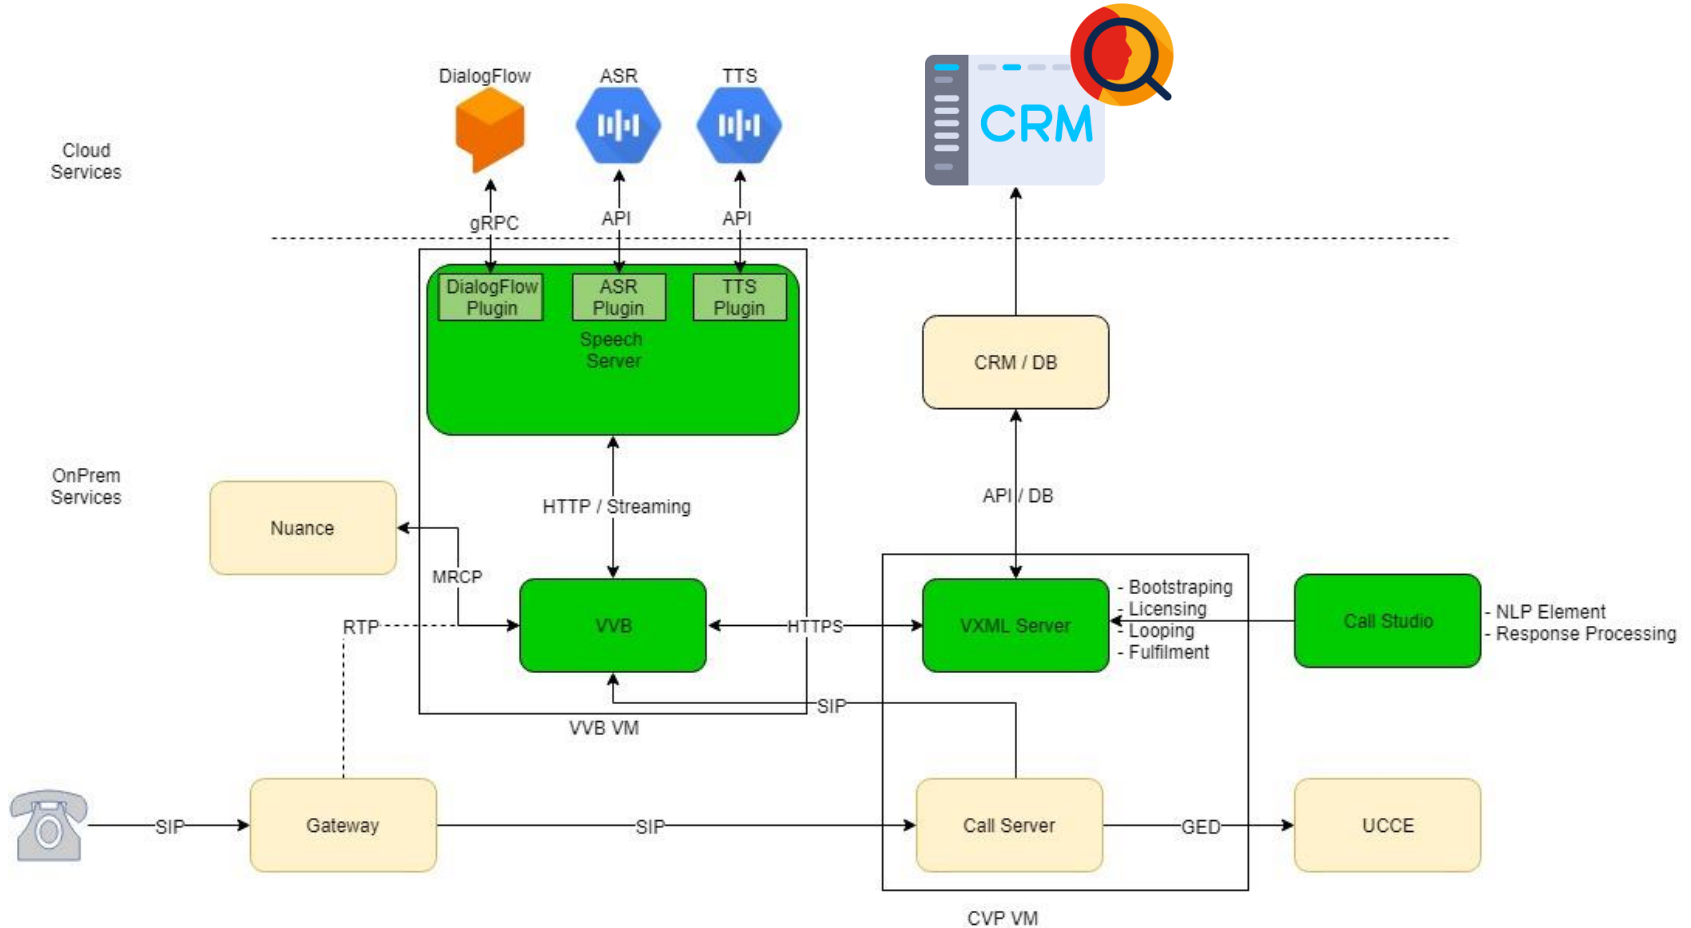 DialogFlow
ASR
TTS
CRM
Cloud
Services
gRPC
API
API
DialogFlow
Plugin
ASR
Plugin
TTS
Plugin
Speech
Server
CRM / DB
OnPrem
Services
HTTP / Streaming
API / DB
Nuance
MRCP
RTP
VVB
HTTPS
VXML Server
- Bootstraping
- Licensing
- Looping
- Fulfilment
Call Studio
- NLP Element
- Response Processing
SIP
VVB VM
SIP
Gateway
SIP
Call Server
GED
UCCE
CVP VM